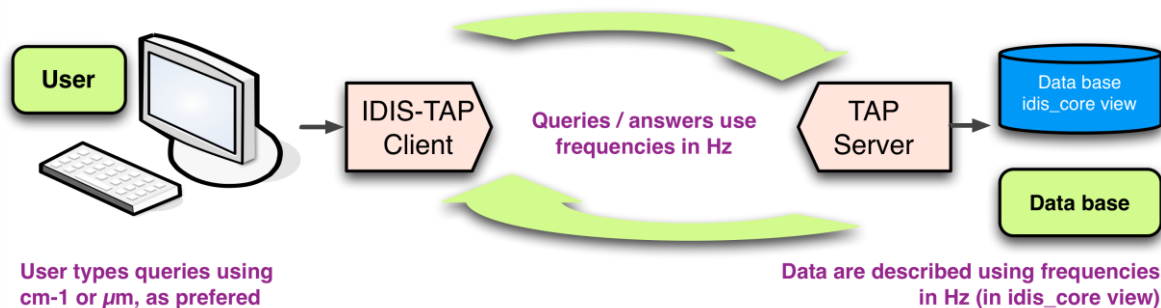 User
IDIS-TAP
Client
Queries / answers use
frequencies in Hz
TAP
Server
Data base
idis_core view
Data base
User types queries using
cm-1 or µm, as prefered
Data are described using frequencies
in Hz (in idis_core view)